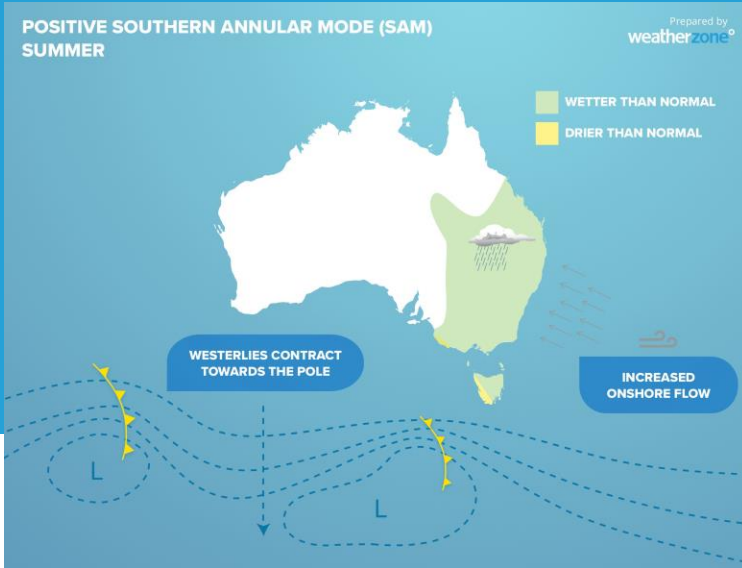 POSITIVE SOUTHERN ANNULAR MODE (SAM)
SUMMER
Prepared by
weatherzone°
WETTER THAN NORMAL
DRIER THAN NORMAL
WESTERLIES CONTRACT
TOWARDS THE POLE
INCREASED
ONSHORE FLOW
L
L